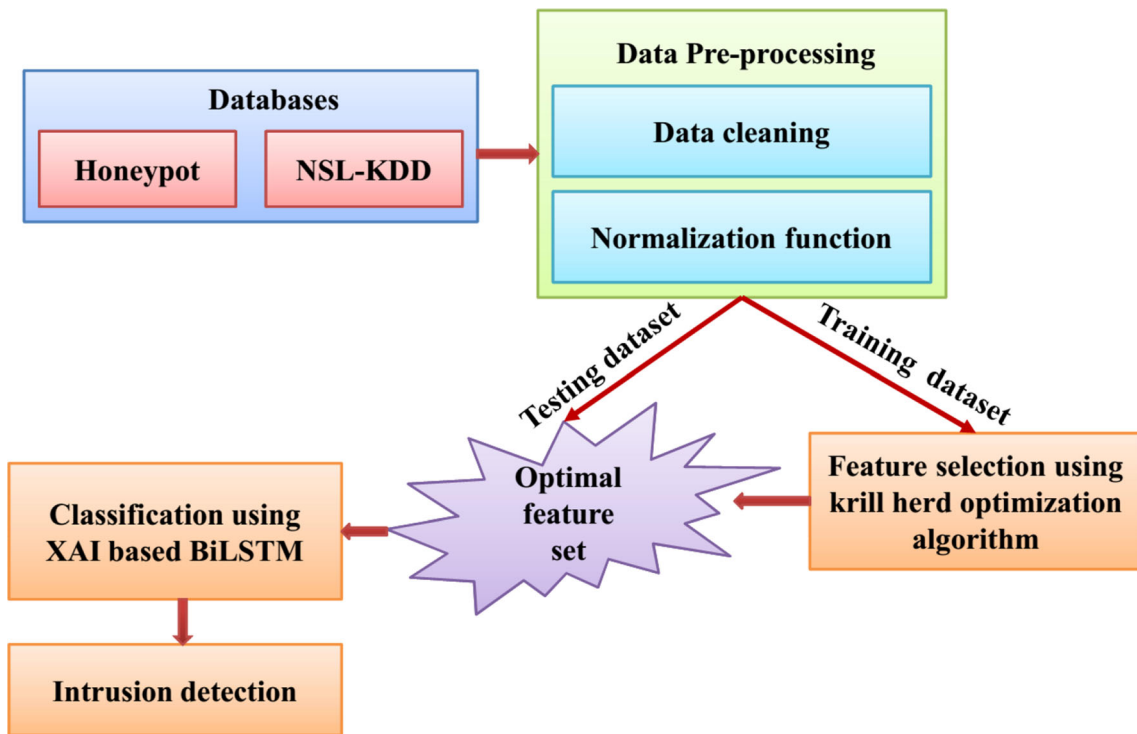 Databases
Honeypot
NSL-KDD
Data Pre-processing
Data cleaning
Normalization function
Testing dataset
Training dataset
Feature selection using
krill herd optimization
algorithm
Optimal
feature
set
Classification using
XAI based BiLSTM
Intrusion detection